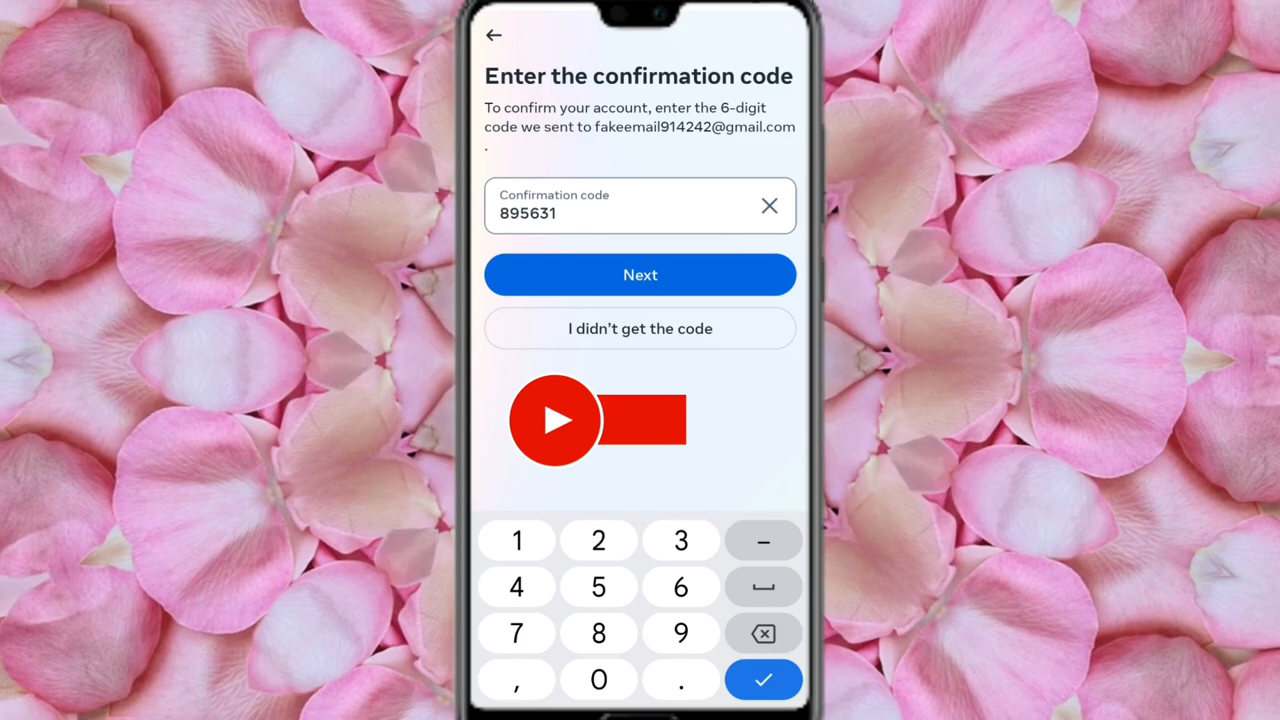 Enter the confirmation code
To confirm your account, enter the 6-digit
code we sent to fakeemail914242@gmail.com
.
Confirmation code
895631
Next
I didn’t get the code
1 2 3 –
4 5 6
7 8 9
, 0 .